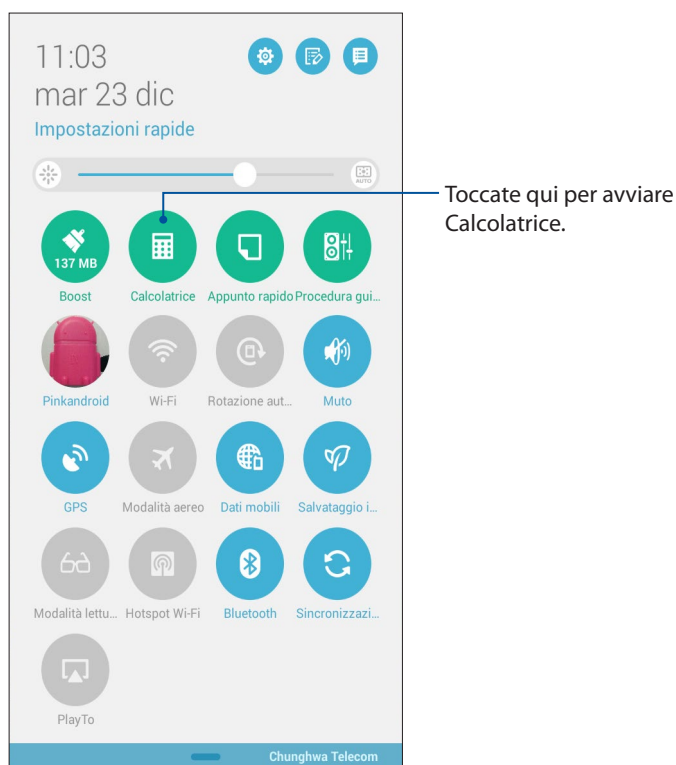 11:03
mar 23 dic
Impostazioni rapide
AUTO
Toccate qui per avviare
Calcolatrice.
137 MB
Boost
Calcolatrice
Appunto rapido
Procedura gui...
Pinkandroid
Wi-Fi
Rotazione aut...
Muto
GPS
Modalità aereo
Dati mobili
Salvataggio i...
Modalità lettu...
Hotspot Wi-Fi
Bluetooth
Sincronizzazi...
PlayTo
Chunghwa Telecom